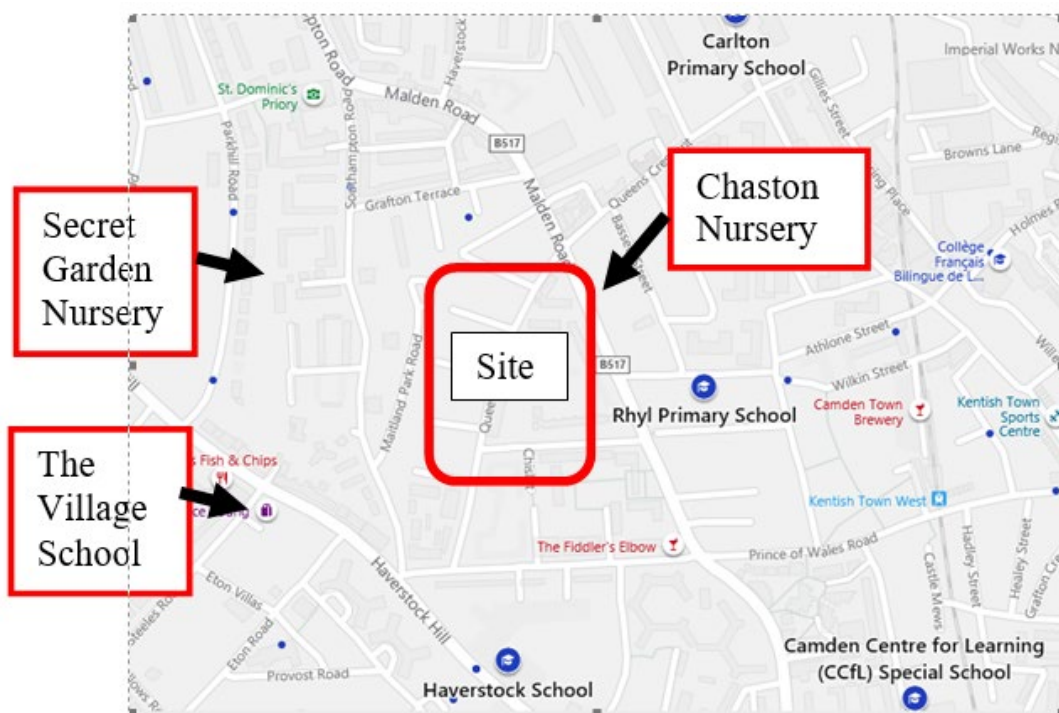 Carlton
Primary School
Imperial Works N
St. Dominic's
Priory
Haverstock
Malden Road
Southampton Road
Parkhill Road
B517
Gillies Street
Browns Lane
Queens Crescent
Grafton Terrace
Malden Road
Holmes R
Secret
Garden
Nursery
Chaston
Nursery
Collège
Français
Bilingue de L...
Site
B517
Athlone Street
Maitland Park Road
Wilkin Street
Rhyl Primary School
Camden Town
Brewery
Kentish Town
Sports
Centre
The
Village
School
s Fish & Chips
Kentish Town West
The Fiddler's Elbow
Prince of Wales Road
Haverstock Hill
Hadley Street
Healey Street
Castle Mews
Eton Villas
Eton Road
Provost Road
Haverstock School
Camden Centre for Learning
(CCfL) Special School